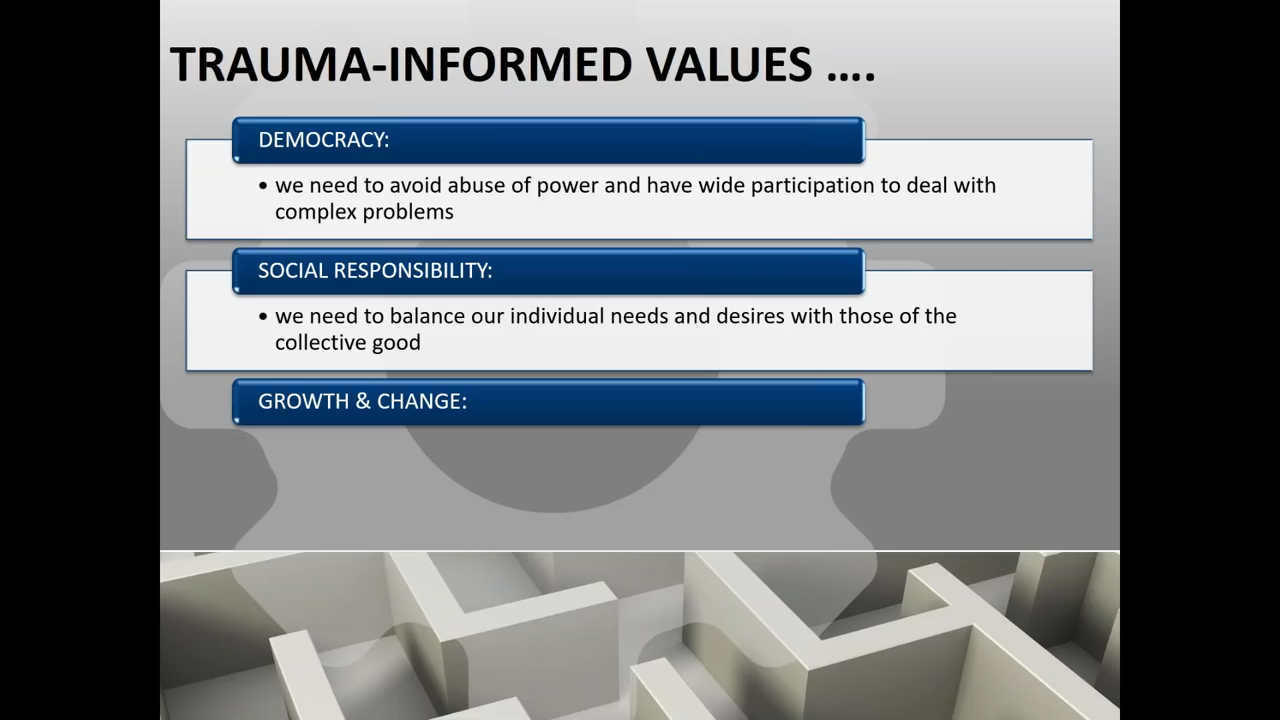 TRAUMA-INFORMED VALUES ....
DEMOCRACY:
• we need to avoid abuse of power and have wide participation to deal with
complex problems
SOCIAL RESPONSIBILITY:
• we need to balance our individual needs and desires with those of the
collective good
GROWTH & CHANGE: